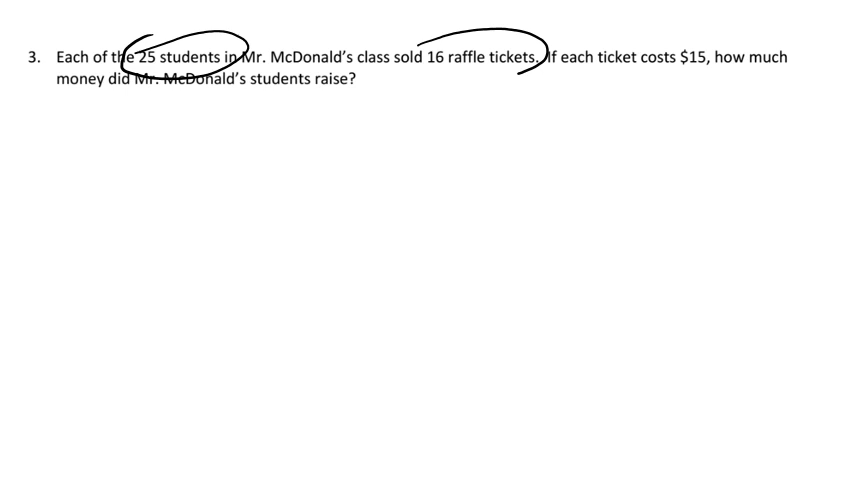 3. Each of the 25 students in Mr. McDonald's class sold 16 raffle tickets. If each ticket costs $15, how much
money did Mr. McDonald's students raise?